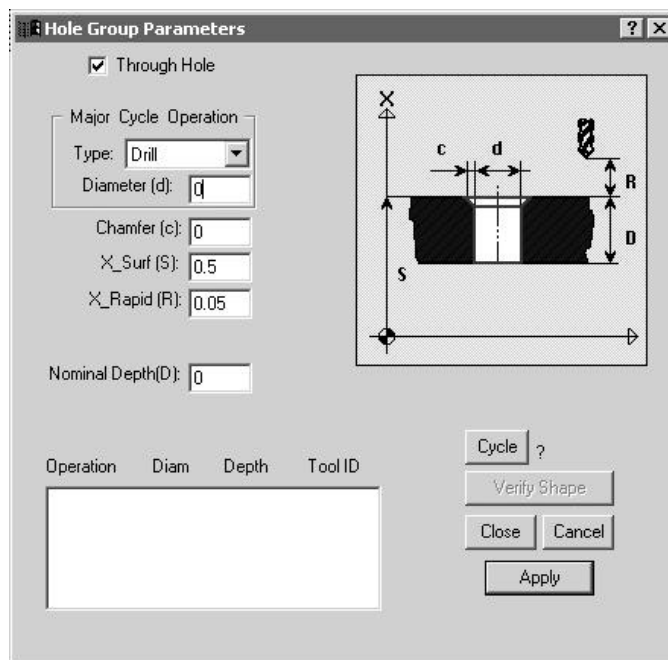 Hole Group Parameters
? X
Through Hole
Major Cycle Operation
Type: Drill
Diameter (d): 0
Chamfer (c): 0
X_Surf (S): 0.5
X_Rapid (R): 0.05
Nominal Depth(D): 0
X
c d
R
D
S
Operation Diam Depth Tool ID
Cycle ?
Verify Shape
Close Cancel
Apply